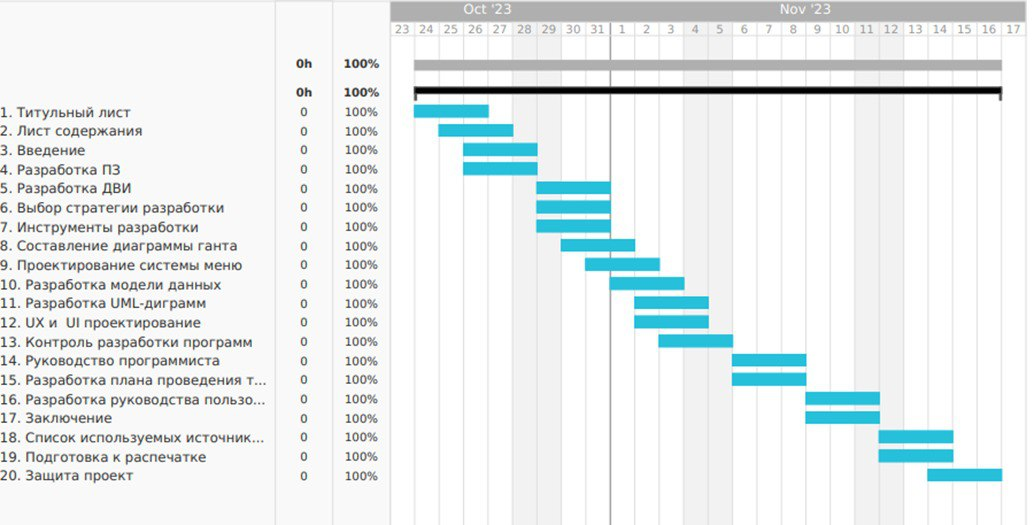 Oct '23 Nov '23
23 24 25 26 27 28 29 30 31 1 2 3 4 5 6 7 8 9 10 11 12 13 14 15 16 17
0h 100%
0h 100%
1. Титульный лист 0 100%
2. Лист содержания 0 100%
3. Введение 0 100%
4. Разработка ПЗ 0 100%
5. Разработка ДВИ 0 100%
6. Выбор стратегии разработки 0 100%
7. Инструменты разработки 0 100%
8. Составление диаграммы ганта 0 100%
9. Проектирование системы меню 0 100%
10. Разработка модели данных 0 100%
11. Разработка UML-диграмм 0 100%
12. UX и UI проектирование 0 100%
13. Контроль разработки программ 0 100%
14. Руководство программиста 0 100%
15. Разработка плана проведения т... 0 100%
16. Разработка руководства пользо... 0 100%
17. Заключение 0 100%
18. Список используемых источник... 0 100%
19. Подготовка к распечатке 0 100%
20. Защита проект 0 100%